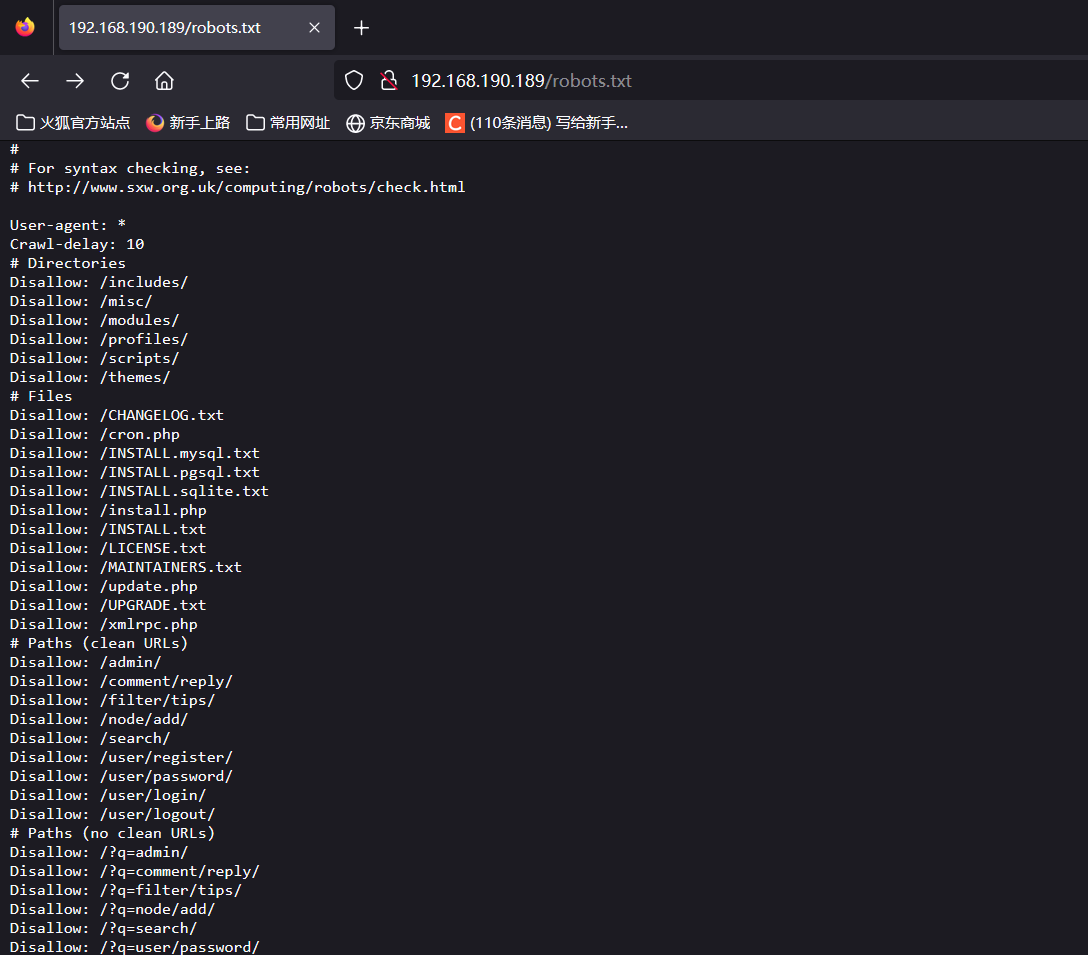 192.168.190.189/robots.txt
192.168.190.189/robots.txt
火狐官方站点 新手上路 常用网址 京东商城 C (110条消息) 写给新手...
#
# For syntax checking, see:
# http://www.sxw.org.uk/computing/robots/check.html
User-agent: *
Crawl-delay: 10
# Directories
Disallow: /includes/
Disallow: /misc/
Disallow: /modules/
Disallow: /profiles/
Disallow: /scripts/
Disallow: /themes/
# Files
Disallow: /CHANGELOG.txt
Disallow: /cron.php
Disallow: /INSTALL.mysql.txt
Disallow: /INSTALL.pgsql.txt
Disallow: /INSTALL.sqlite.txt
Disallow: /install.php
Disallow: /INSTALL.txt
Disallow: /LICENSE.txt
Disallow: /MAINTAINERS.txt
Disallow: /update.php
Disallow: /UPGRADE.txt
Disallow: /xmlrpc.php
# Paths (clean URLs)
Disallow: /admin/
Disallow: /comment/reply/
Disallow: /filter/tips/
Disallow: /node/add/
Disallow: /search/
Disallow: /user/register/
Disallow: /user/password/
Disallow: /user/login/
Disallow: /user/logout/
# Paths (no clean URLs)
Disallow: /?q=admin/
Disallow: /?q=comment/reply/
Disallow: /?q=filter/tips/
Disallow: /?q=node/add/
Disallow: /?q=search/
Disallow: /?q=user/password/